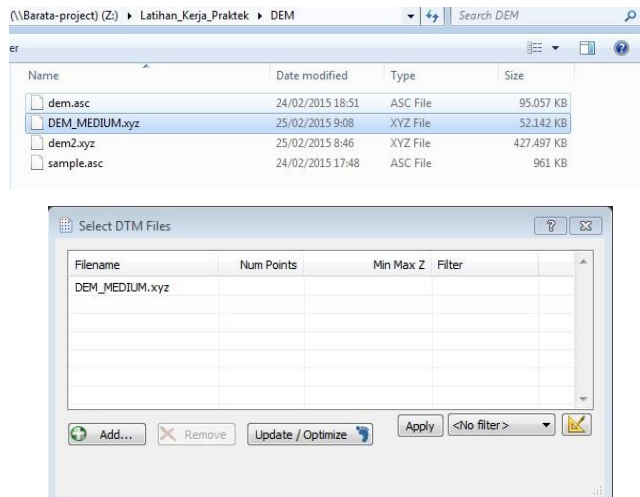 (\\Barata-project) (Z:) ▸ Latihan_Kerja_Praktek ▸ DEM Search DEM
er
Name Date modified Type Size
dem.asc 24/02/2015 18:51 ASC File 95.057 KB
DEM_MEDIUM.xyz 25/02/2015 9:08 XYZ File 52.142 KB
dem2.xyz 25/02/2015 8:46 XYZ File 427.497 KB
sample.asc 24/02/2015 17:48 ASC File 961 KB
Select DTM Files
Filename Num Points Min Max Z Filter
DEM_MEDIUM.xyz
Add... Remove Update / Optimize Apply <No filter>